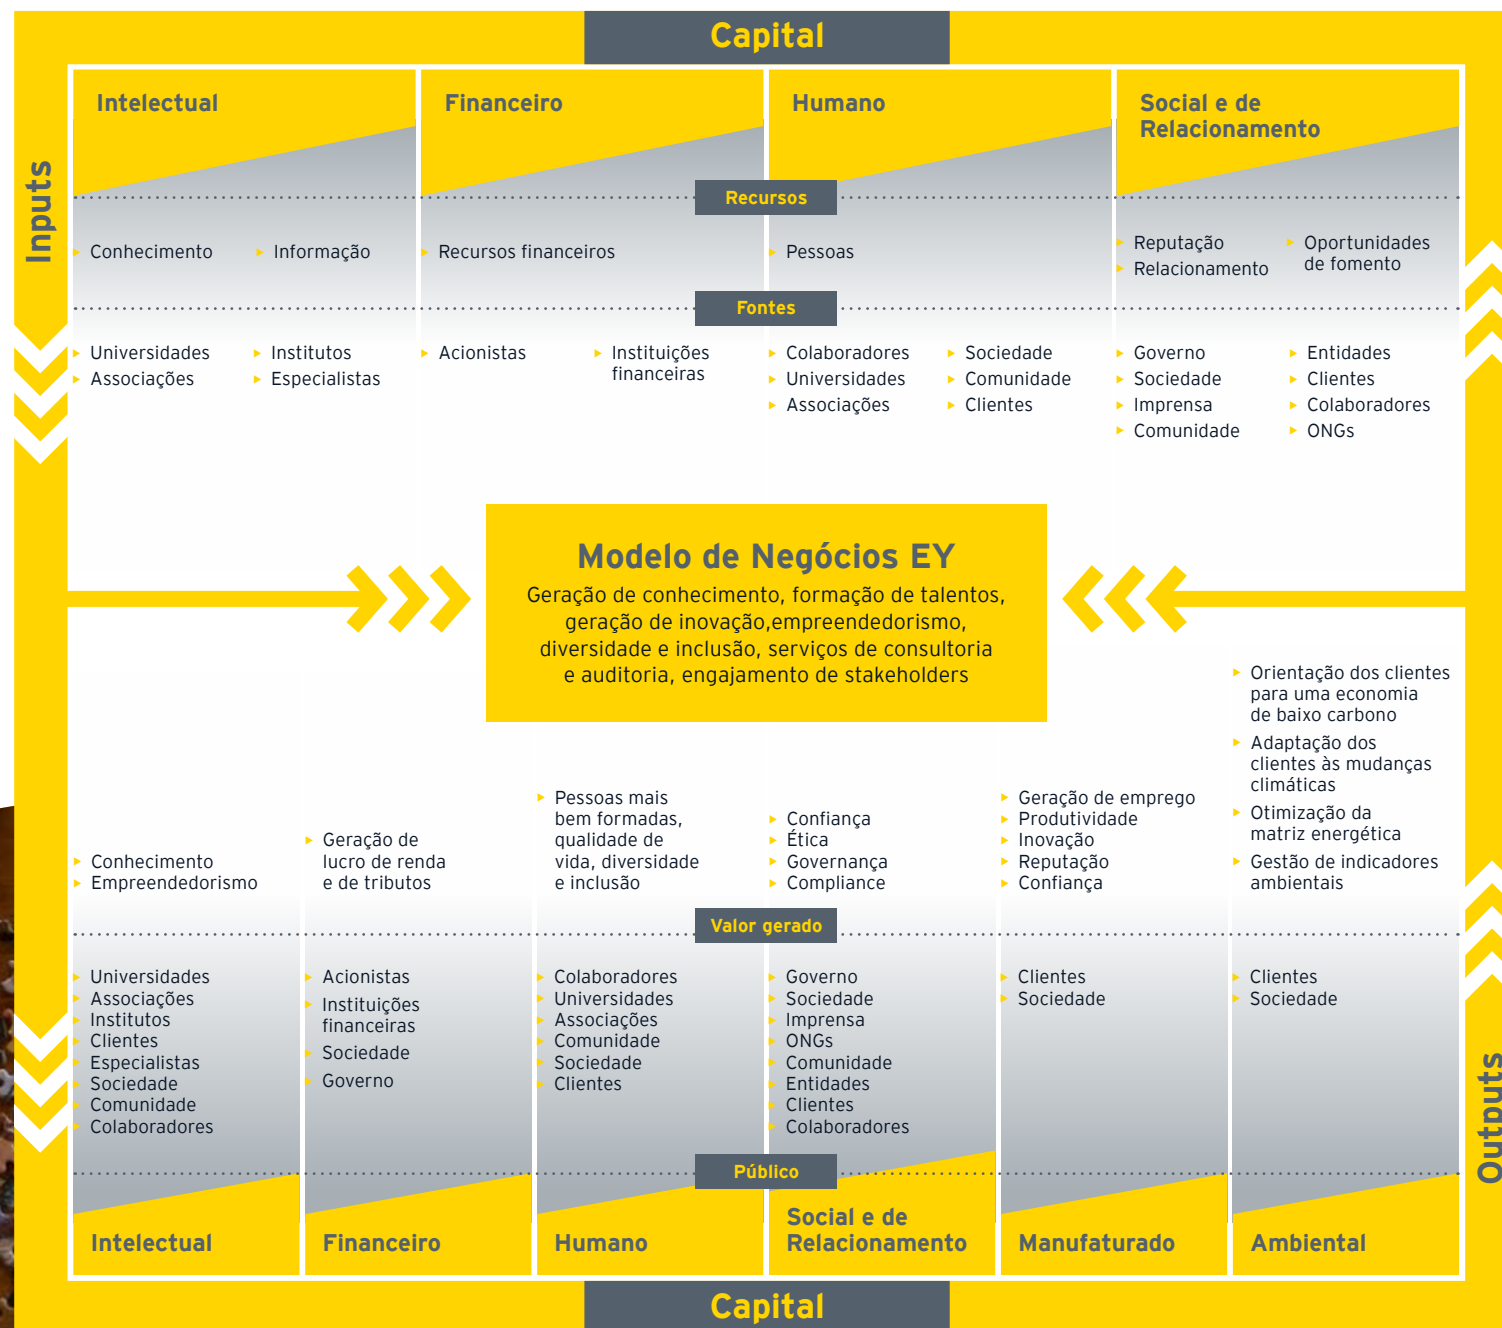 Capital
Inputs
Intelectual
Financeiro
Humano
Social e de
Relacionamento
Recursos
Conhecimento
Informação
Recursos financeiros
Pessoas
Reputação
Relacionamento
Oportunidades
de fomento
Fontes
Universidades
Associações
Institutos
Especialistas
Acionistas
Instituições
financeiras
Colaboradores
Universidades
Associações
Sociedade
Comunidade
Clientes
Governo
Sociedade
Imprensa
Comunidade
Entidades
Clientes
Colaboradores
ONGs
Modelo de Negócios EY
Geração de conhecimento, formação de talentos,
geração de inovação,empreendedorismo,
diversidade e inclusão, serviços de consultoria
e auditoria, engajamento de stakeholders
Conhecimento
Empreendedorismo
Geração de
lucro de renda
e de tributos
Pessoas mais
bem formadas,
qualidade de
vida, diversidade
e inclusão
Confiança
Ética
Governança
Compliance
Geração de emprego
Produtividade
Inovação
Reputação
Confiança
Orientação dos clientes
para uma economia
de baixo carbono
Adaptação dos
clientes às mudanças
climáticas
Otimização da
matriz energética
Gestão de indicadores
ambientais
Valor gerado
Universidades
Associações
Institutos
Clientes
Especialistas
Sociedade
Comunidade
Colaboradores
Acionistas
Instituições
financeiras
Sociedade
Governo
Colaboradores
Universidades
Associações
Comunidade
Sociedade
Clientes
Governo
Sociedade
Imprensa
ONGs
Comunidade
Entidades
Clientes
Colaboradores
Clientes
Sociedade
Clientes
Sociedade
Outputs
Público
Intelectual
Financeiro
Humano
Social e de
Relacionamento
Manufaturado
Ambiental
Capital